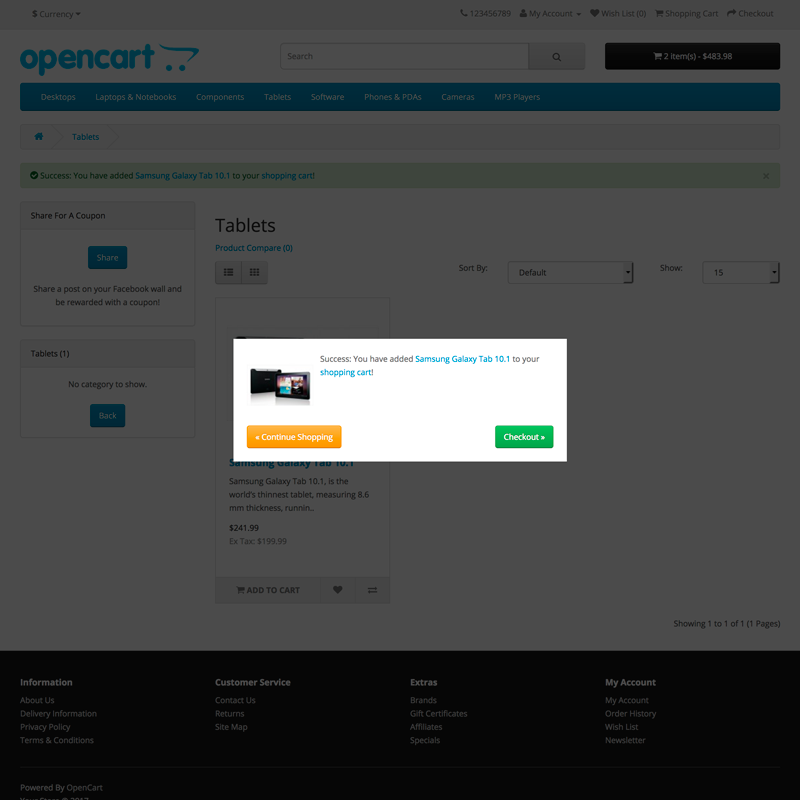 $ Currency
123456789 My Account Wish List (0) Shopping Cart Checkout
opencart
Search
2 item(s) - $483.98
Desktops Laptops & Notebooks Components Tablets Software Phones & PDAs Cameras MP3 Players
Tablets
Success: You have added Samsung Galaxy Tab 10.1 to your shopping cart!
×
Share For A Coupon
Share
Share a post on your Facebook wall and
be rewarded with a coupon!
Tablets (1)
No category to show.
Back
Tablets
Product Compare (0)
Sort By: Default Show: 15
Success: You have added Samsung Galaxy Tab 10.1 to your
shopping cart!
« Continue Shopping Checkout »
Samsung Galaxy Tab 10.1
Samsung Galaxy Tab 10.1, is the
world's thinnest tablet, measuring 8.6
mm thickness, runnin..
$241.99
Ex Tax: $199.99
ADD TO CART
Showing 1 to 1 of 1 (1 Pages)
Information
About Us
Delivery Information
Privacy Policy
Terms & Conditions
Customer Service
Contact Us
Returns
Site Map
Extras
Brands
Gift Certificates
Affiliates
Specials
My Account
My Account
Order History
Wish List
Newsletter
Powered By OpenCart